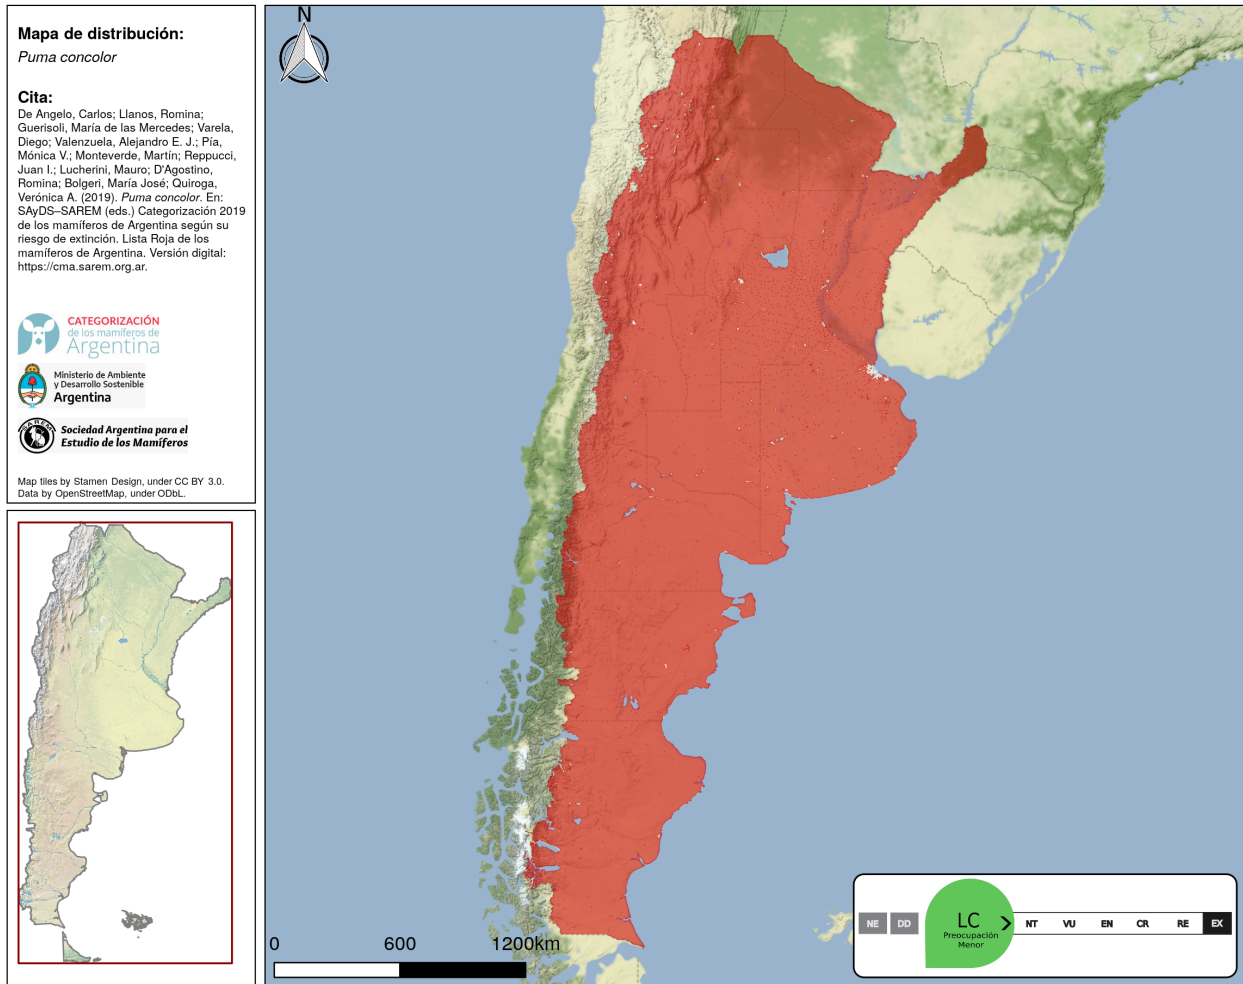 Mapa de distribución:
Puma concolor
Cita:
De Angelo, Carlos; Llanos, Romina;
Guerisoli, María de las Mercedes; Varela,
Diego; Valenzuela, Alejandro E. J.; Pía,
Mónica V.; Monteverde, Martín; Reppucci,
Juan I.; Lucherini, Mauro; D'Agostino,
Romina; Bolgeri, María José; Quiroga,
Verónica A. (2019). Puma concolor. En:
SAyDS–SAREM (eds.) Categorización 2019
de los mamíferos de Argentina según su
riesgo de extinción. Lista Roja de los
mamíferos de Argentina. Versión digital:
https://cma.sarem.org.ar.
CATEGORIZACIÓN
de los mamíferos de
Argentina
Ministerio de Ambiente
y Desarrollo Sostenible
Argentina
SAREM
Sociedad Argentina para el
Estudio de los Mamíferos
Map tiles by Stamen Design, under CC BY 3.0.
Data by OpenStreetMap, under ODbL.
N
0 600 1200km
NE DD LC NT VU EN CR RE EX
Preocupación
Menor